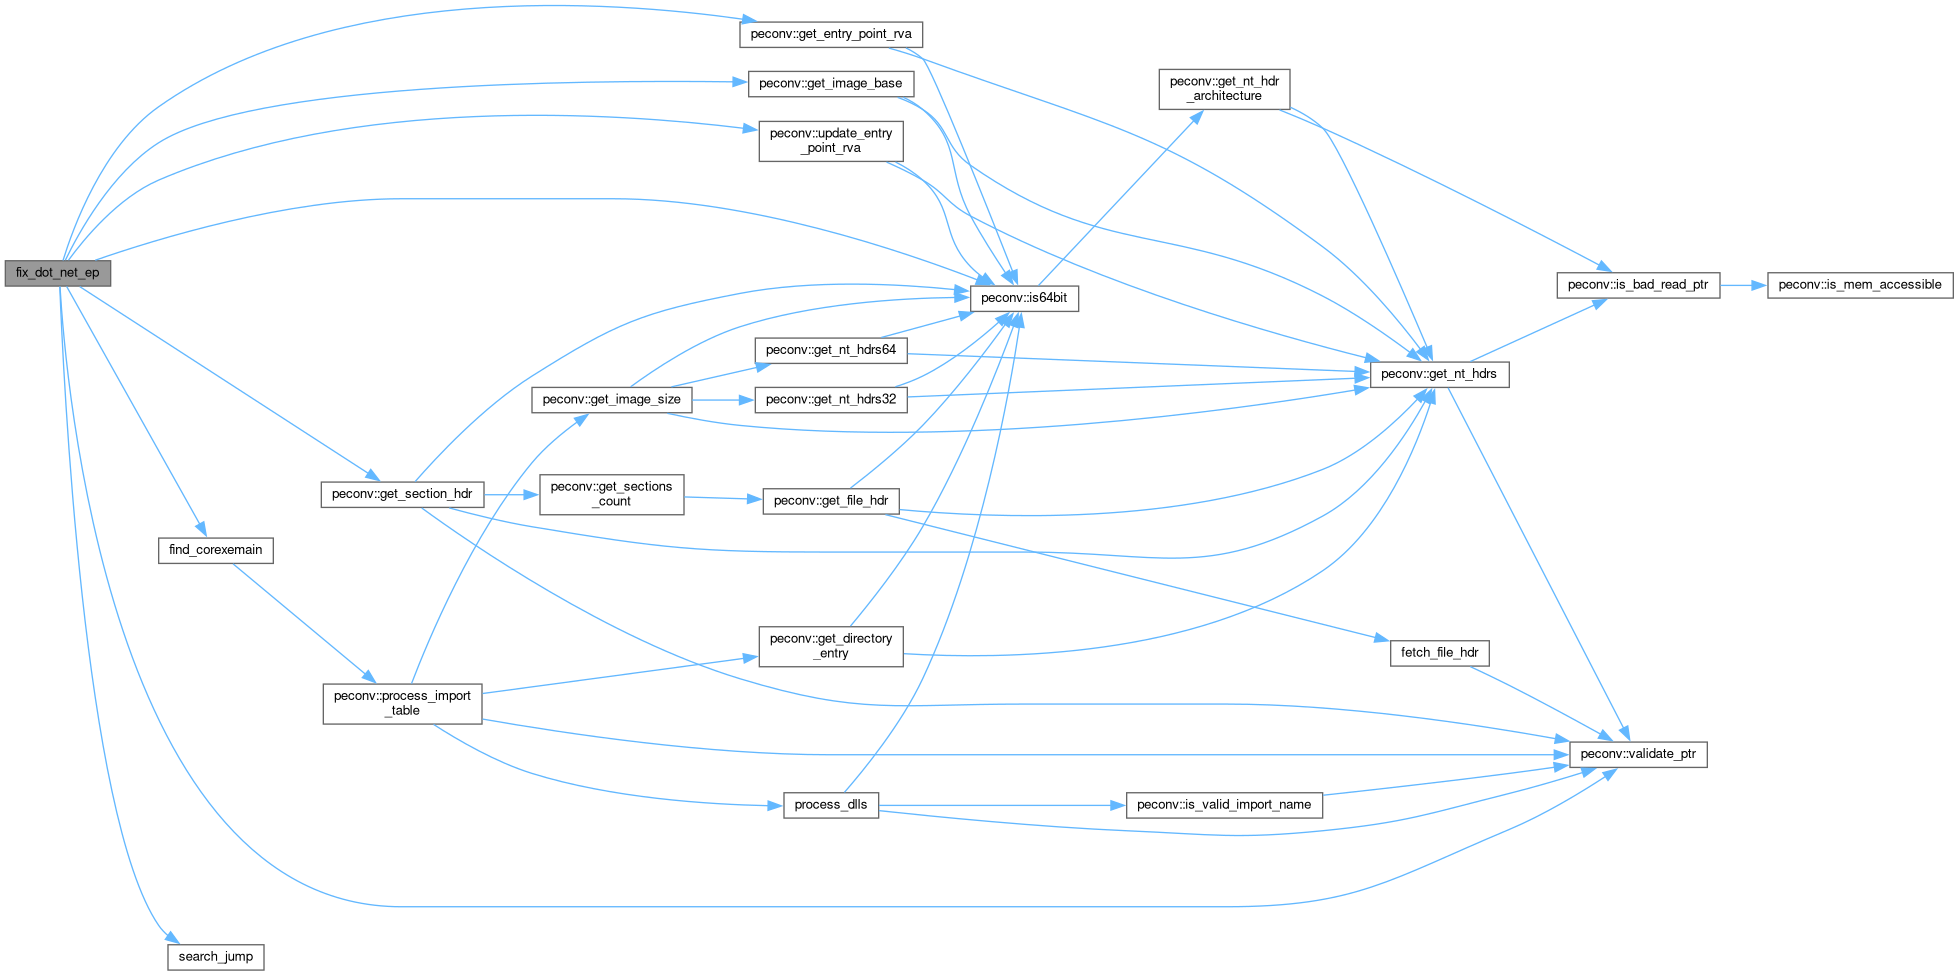 peconv::get_entry_point_rva
peconv::get_image_base
peconv::get_nt_hdr
_architecture
peconv::update_entry
_point_rva
fix_dot_net_ep
peconv::is_bad_read_ptr
peconv::is_mem_accessible
peconv::is64bit
peconv::get_nt_hdrs64
peconv::get_nt_hdrs
peconv::get_image_size
peconv::get_nt_hdrs32
peconv::get_section_hdr
peconv::get_sections
_count
peconv::get_file_hdr
find_corexemain
peconv::get_directory
_entry
fetch_file_hdr
peconv::process_import
_table
peconv::validate_ptr
process_dlls
peconv::is_valid_import_name
search_jump